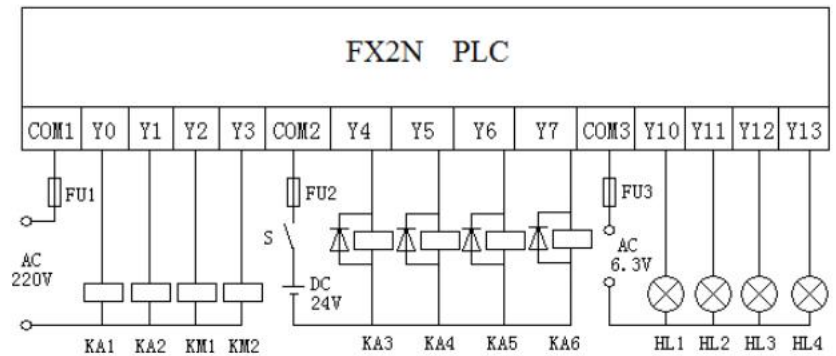 FX2N PLC
COM1 Y0 Y1 Y2 Y3 COM2 Y4 Y5 Y6 Y7 COM3 Y10 Y11 Y12 Y13
FU1 FU2 FU3
S
AC
220V
DC
24V
AC
6.3V
KA1 KA2 KM1 KM2 KA3 KA4 KA5 KA6 HL1 HL2 HL3 HL4